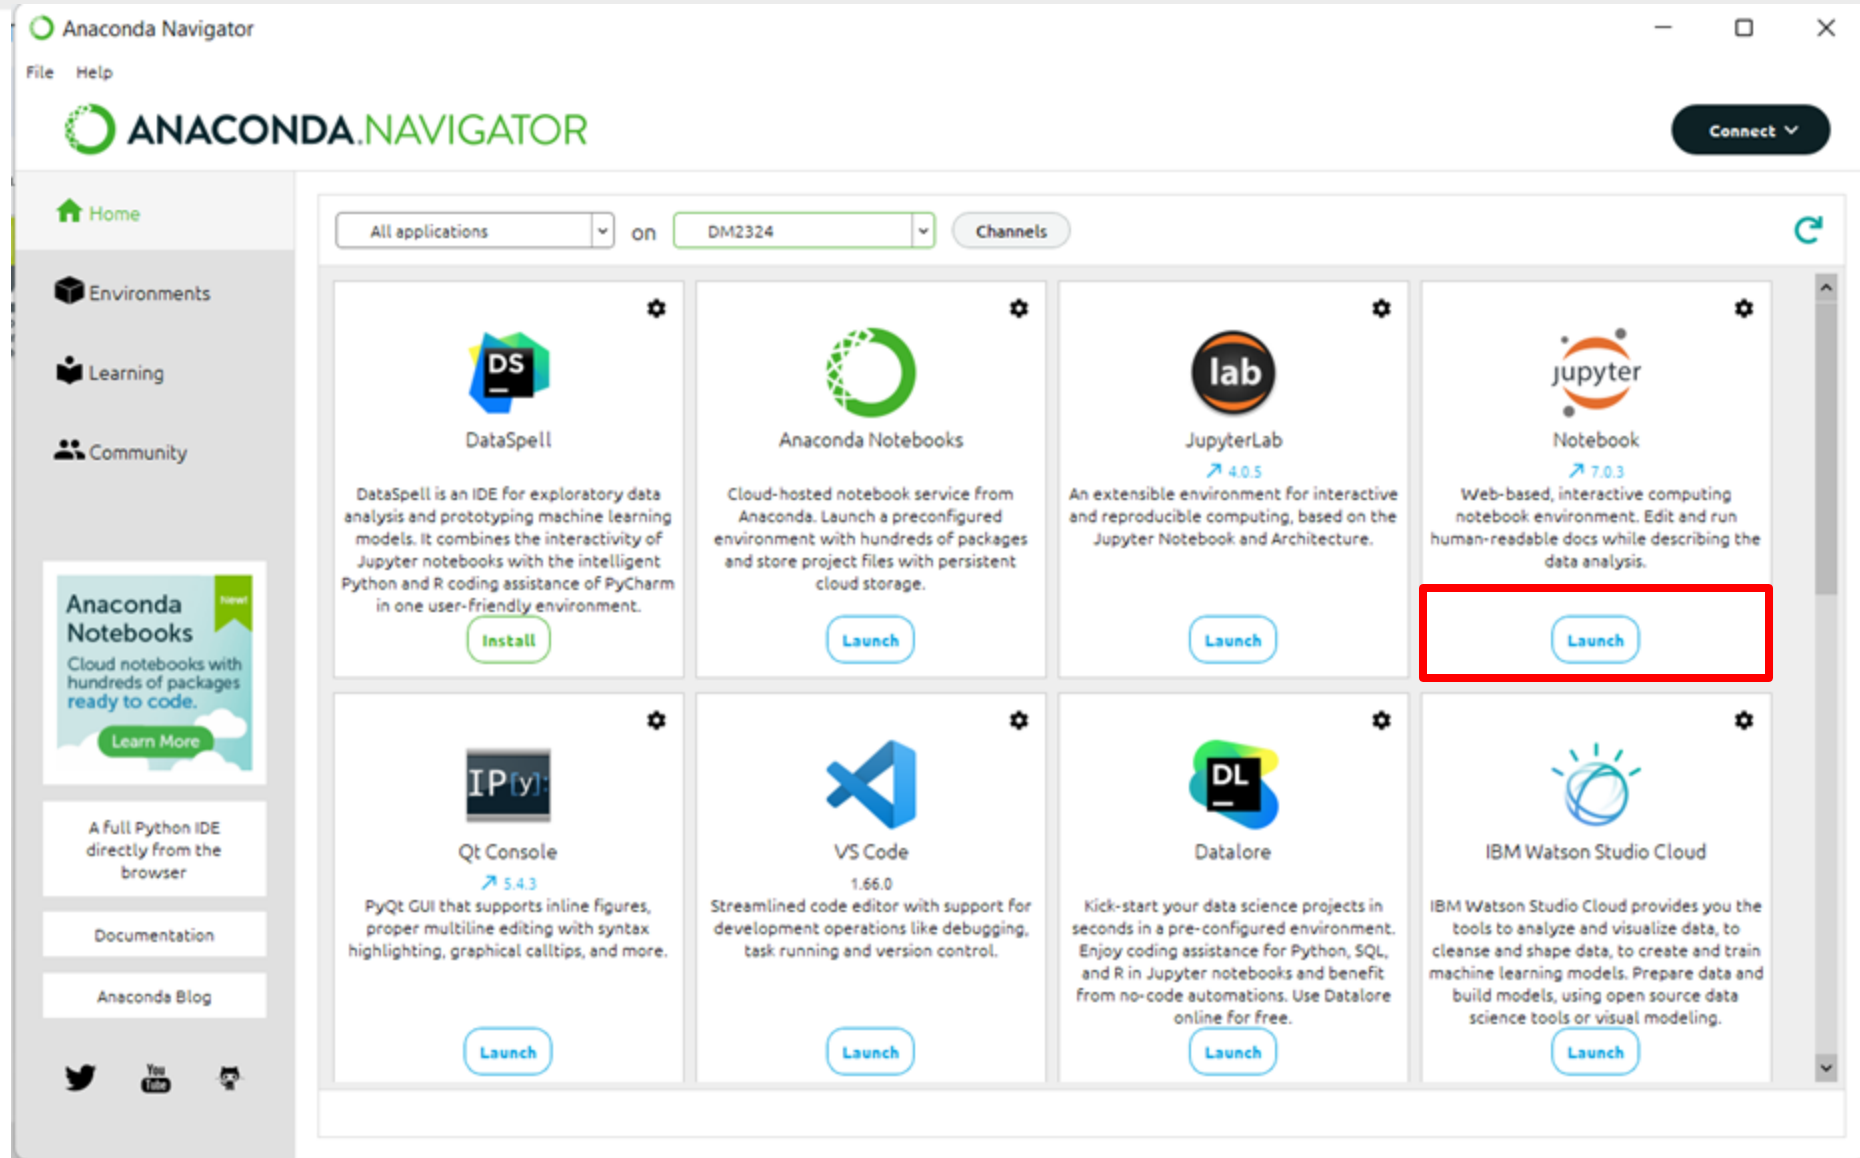 Anaconda Navigator
File Help
ANACONDA.NAVIGATOR
Connect
Home
Environments
Learning
Community
Anaconda
Notebooks
New!
Cloud notebooks with
hundreds of packages
ready to code.
Learn More
A full Python IDE
directly from the
browser
Documentation
Anaconda Blog
You
Tube
All applications on DM2324 Channels
DS
DataSpell
DataSpell is an IDE for exploratory data
analysis and prototyping machine learning
models. It combines the interactivity of
Jupyter notebooks with the intelligent
Python and R coding assistance of PyCharm
in one user-friendly environment.
Install
Anaconda Notebooks
Cloud-hosted notebook service from
Anaconda. Launch a preconfigured
environment with hundreds of packages
and store project files with persistent
cloud storage.
Launch
lab
JupyterLab
4.0.5
An extensible environment for interactive
and reproducible computing, based on the
Jupyter Notebook and Architecture.
Launch
jupyter
Notebook
7.0.3
Web-based, interactive computing
notebook environment. Edit and run
human-readable docs while describing the
data analysis.
Launch
IP[y]:
Qt Console
5.4.3
PyQt GUI that supports inline figures,
proper multiline editing with syntax
highlighting, graphical calltips, and more.
Launch
VS Code
1.66.0
Streamlined code editor with support for
development operations like debugging,
task running and version control.
Launch
DL
Datalore
Kick-start your data science projects in
seconds in a pre-configured environment.
Enjoy coding assistance for Python, SQL,
and R in Jupyter notebooks and benefit
from no-code automations. Use Datalore
online for free.
Launch
IBM Watson Studio Cloud
IBM Watson Studio Cloud provides you the
tools to analyze and visualize data, to
cleanse and shape data, to create and train
machine learning models. Prepare data and
build models, using open source data
science tools or visual modeling.
Launch